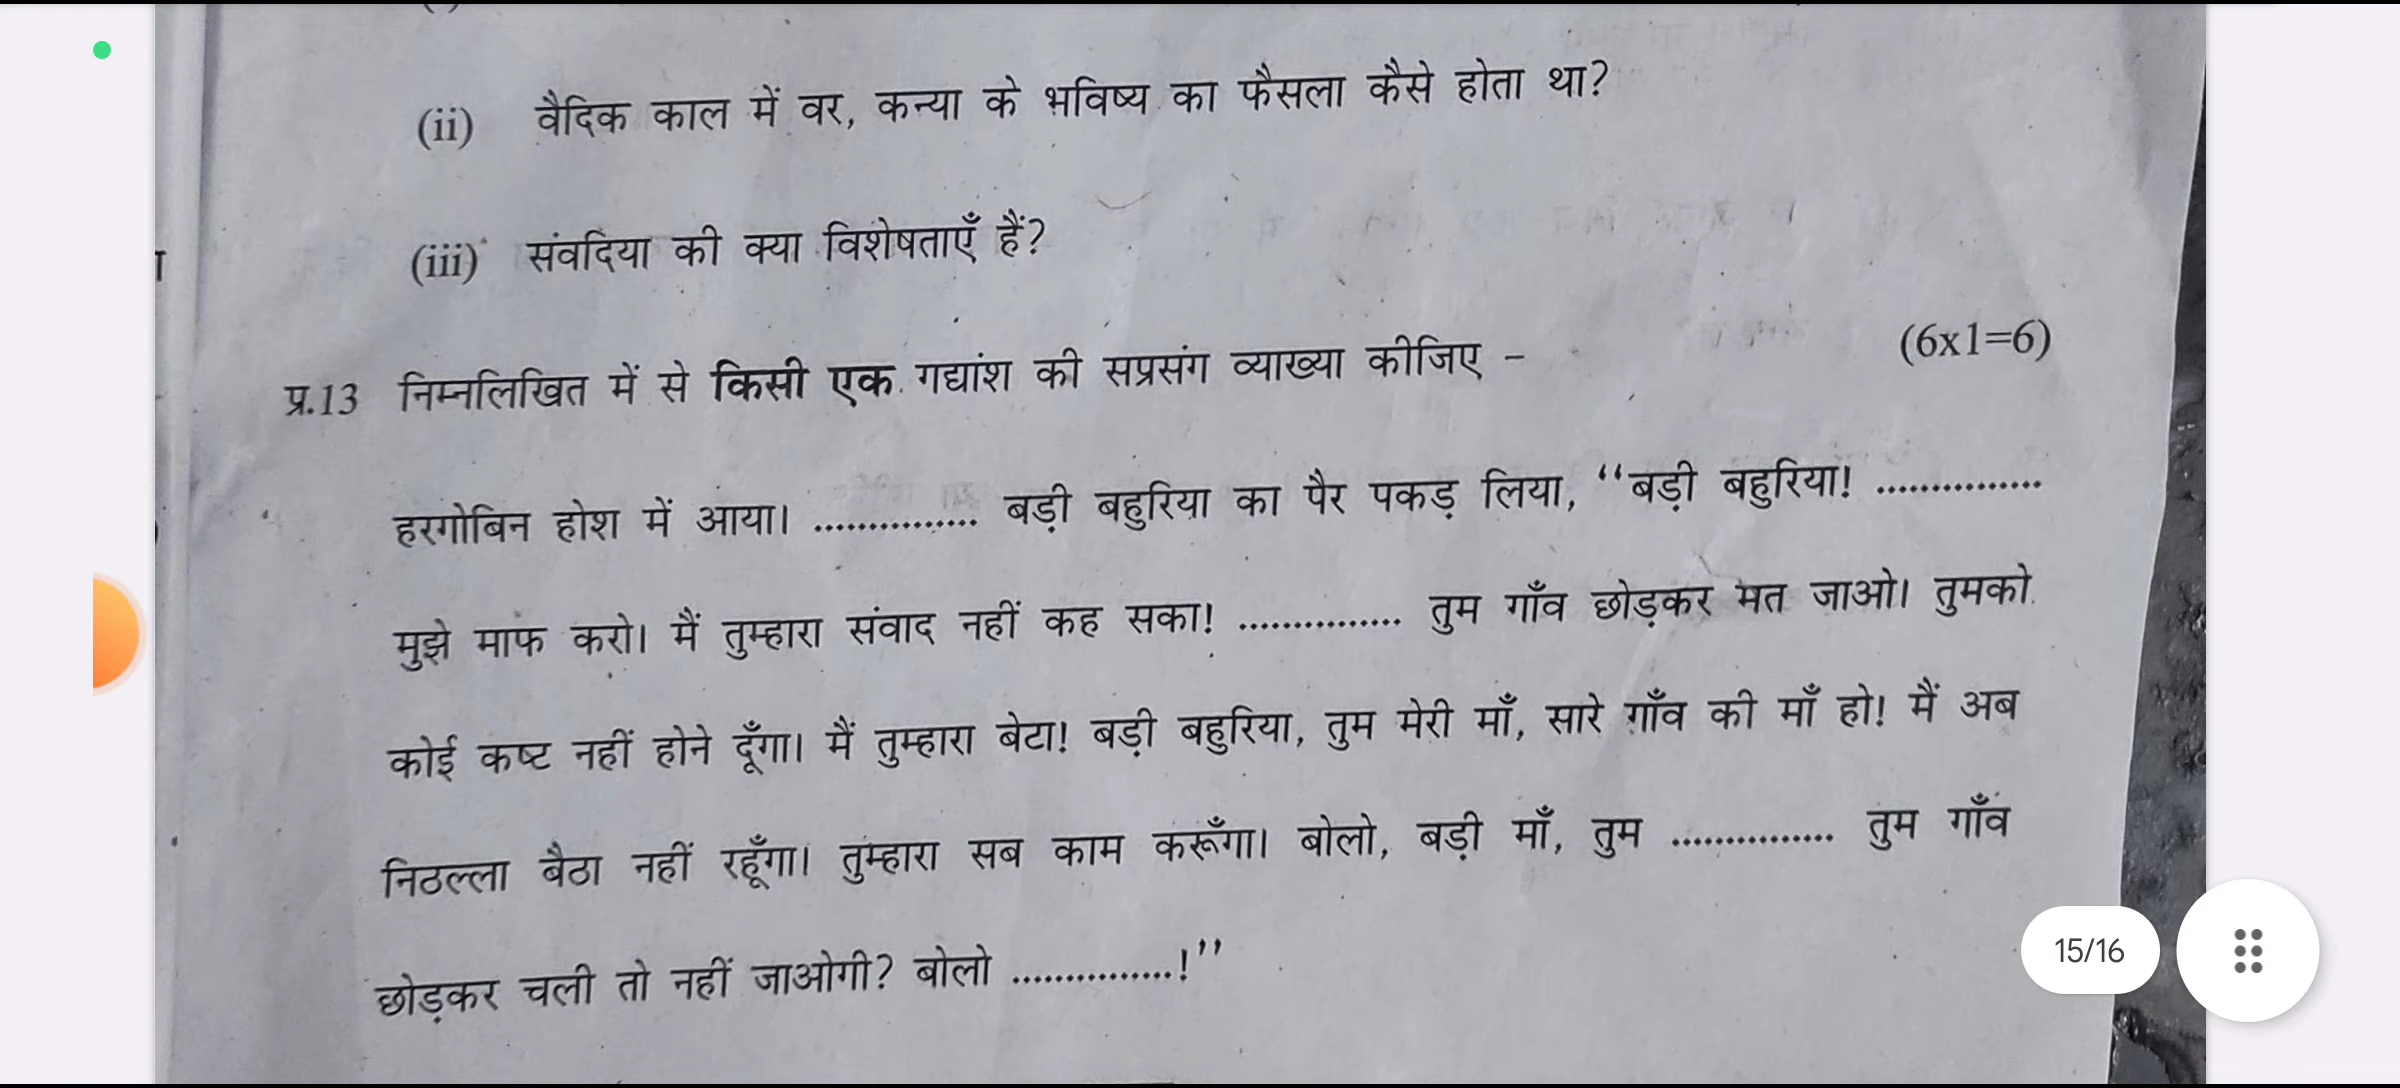 (ii) वैदिक काल में वर, कन्या के भविष्य का फैसला कैसे होता था?
(iii) संवदिया की क्या विशेषताएँ हैं?
(6x1=6)
प्र.13 निम्नलिखित में से किसी एक गद्यांश की सप्रसंग व्याख्या कीजिए –
हरगोबिन होश में आया। ............... बड़ी बहुरिया का पैर पकड़ लिया, “बड़ी बहुरिया! ...............
मुझे माफ करो। मैं तुम्हारा संवाद नहीं कह सका! ............... तुम गाँव छोड़कर मत जाओ। तुमको
कोई कष्ट नहीं होने दूँगा। मैं तुम्हारा बेटा! बड़ी बहुरिया, तुम मेरी माँ, सारे गाँव की माँ हो! मैं अब
निठल्ला बैठा नहीं रहूँगा। तुम्हारा सब काम करूँगा। बोलो, बड़ी माँ, तुम ............... तुम गाँव
छोड़कर चली तो नहीं जाओगी? बोलो ...............!”
15/16